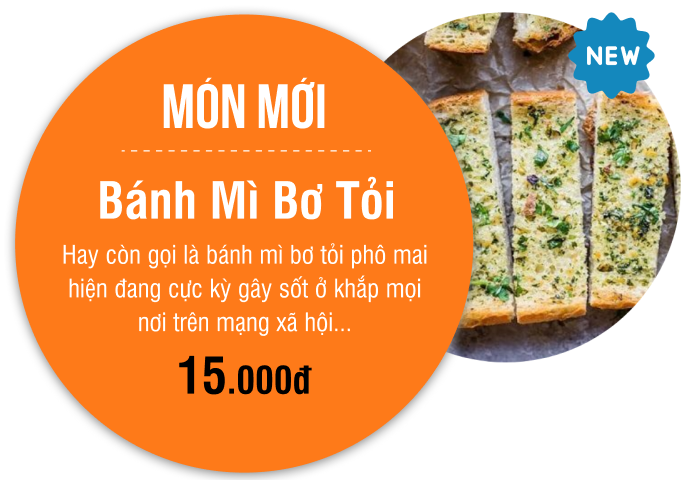 MÓN MỚI
NEW
Bánh Mì Bơ Tỏi
Hay còn gọi là bánh mì bơ tỏi phô mai
hiện đang cực kỳ gây sốt ở khắp mọi
nơi trên mạng xã hội...
15.000đ